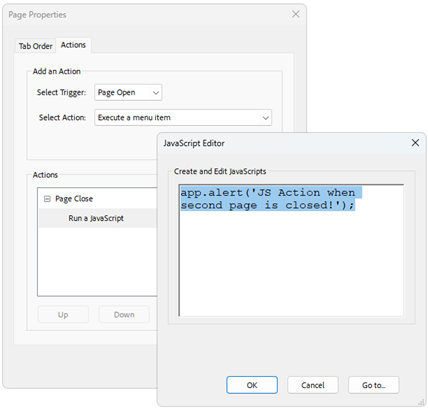 Page Properties
Tab Order Actions
Add an Action
Select Trigger: Page Open
Select Action: Execute a menu item
JavaScript Editor
Create and Edit JavaScripts
app.alert('JS Action when
second page is closed!');
Actions
Page Close
Run a JavaScript
Up Down
OK Cancel Go to..